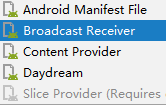 Android Manifest File
Broadcast Receiver
Content Provider
Daydream
Slice Provider (Requires